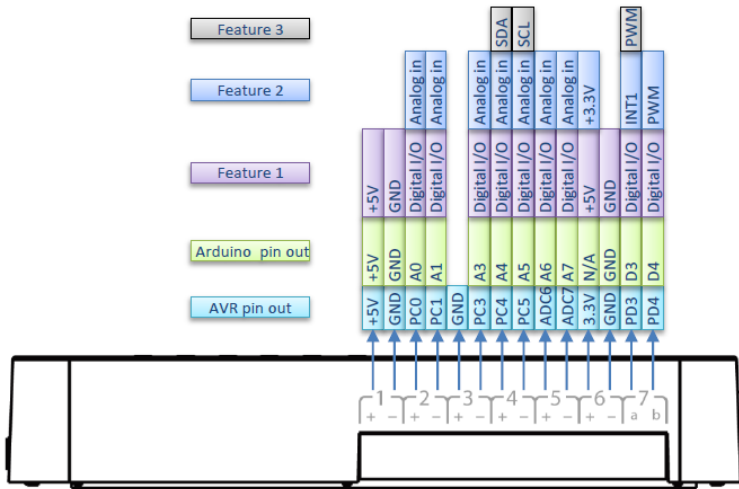 Feature 3 SDA SCL PWM
Feature 2 Analog in Analog in Analog in Analog in Analog in Analog in Analog in +3.3V INT1 PWM
Feature 1 +5V GND Digital I/O Digital I/O Digital I/O Digital I/O Digital I/O Digital I/O Digital I/O +5V GND Digital I/O Digital I/O
Arduino pin out +5V GND A0 A1 A3 A4 A5 A6 A7 N/A GND D3 D4
AVR pin out +5V GND PC0 PC1 GND PC3 PC4 PC5 ADC6 ADC7 3.3V GND PD3 PD4
1 2 3 4 5 6 7
+ − + − + − + − + − + − a b